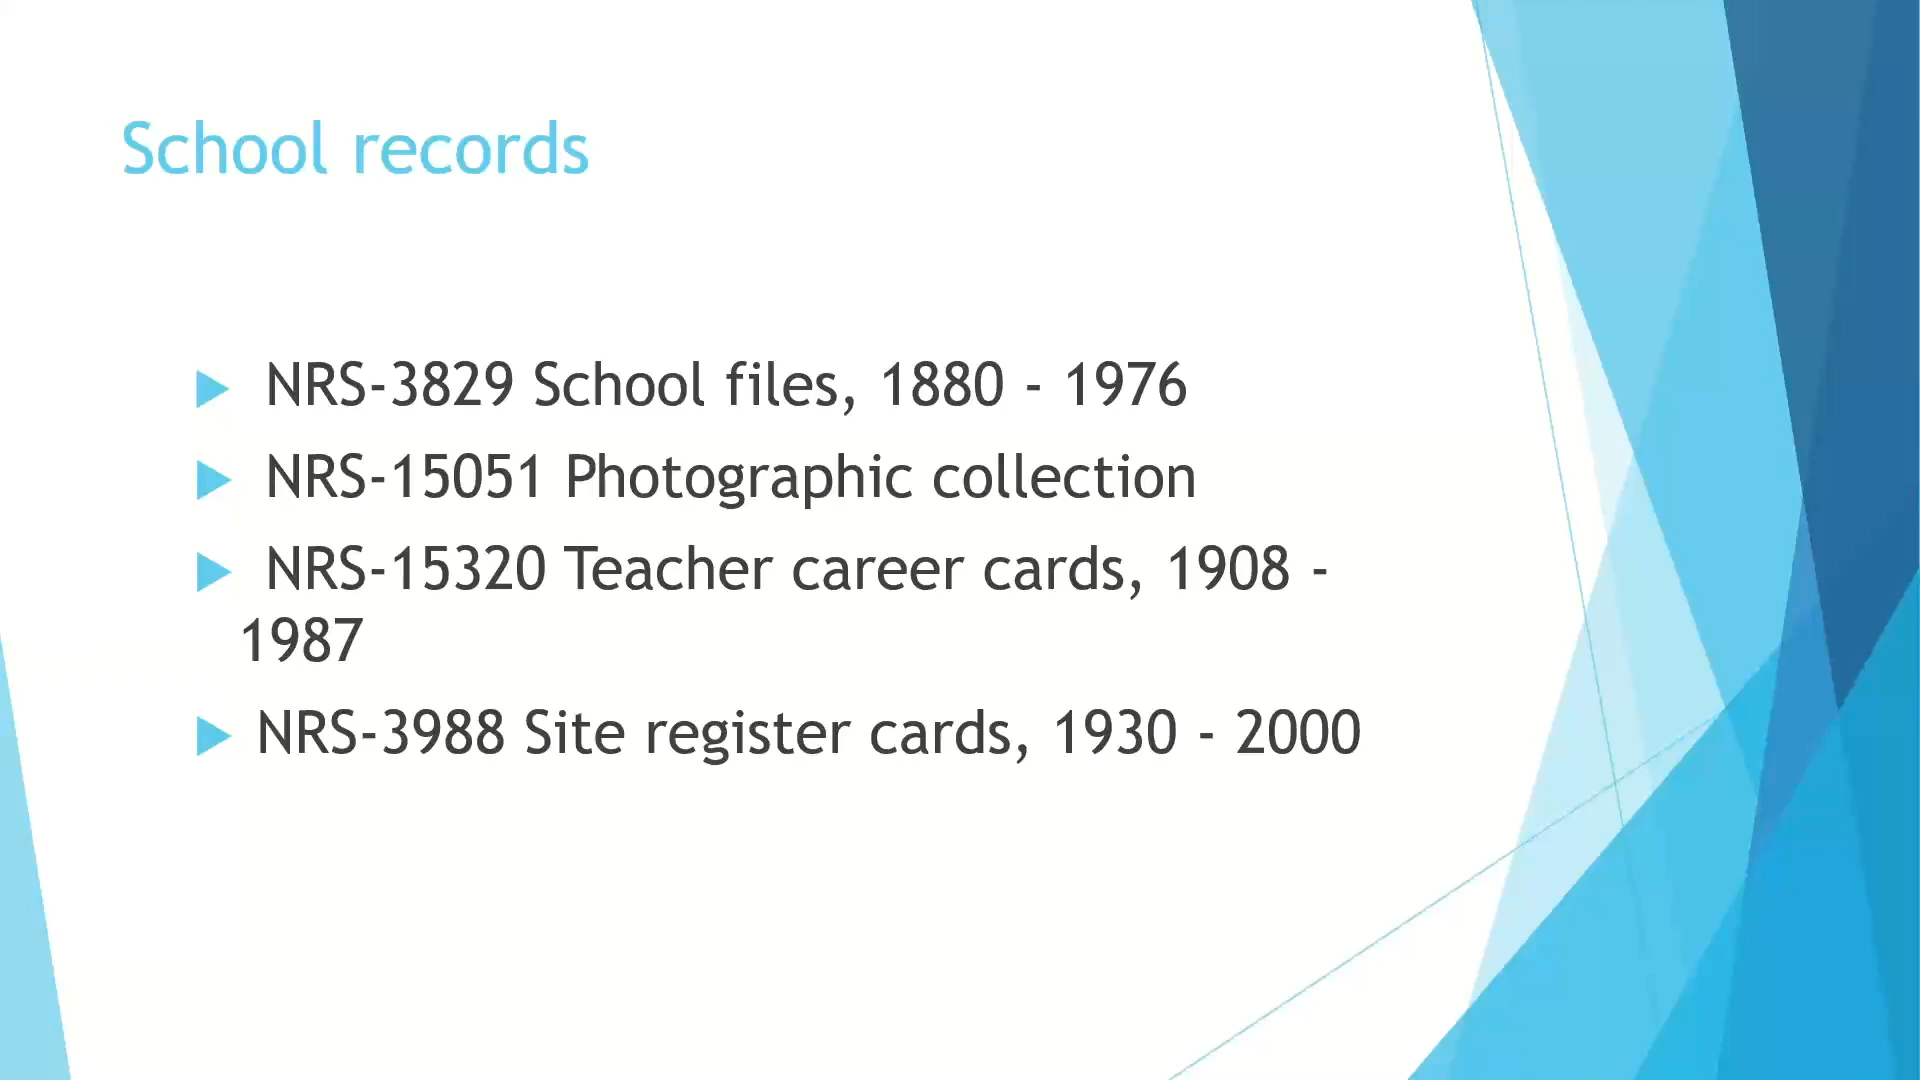 School records
NRS-3829 School files, 1880 - 1976
NRS-15051 Photographic collection
NRS-15320 Teacher career cards, 1908 -
1987
NRS-3988 Site register cards, 1930 - 2000